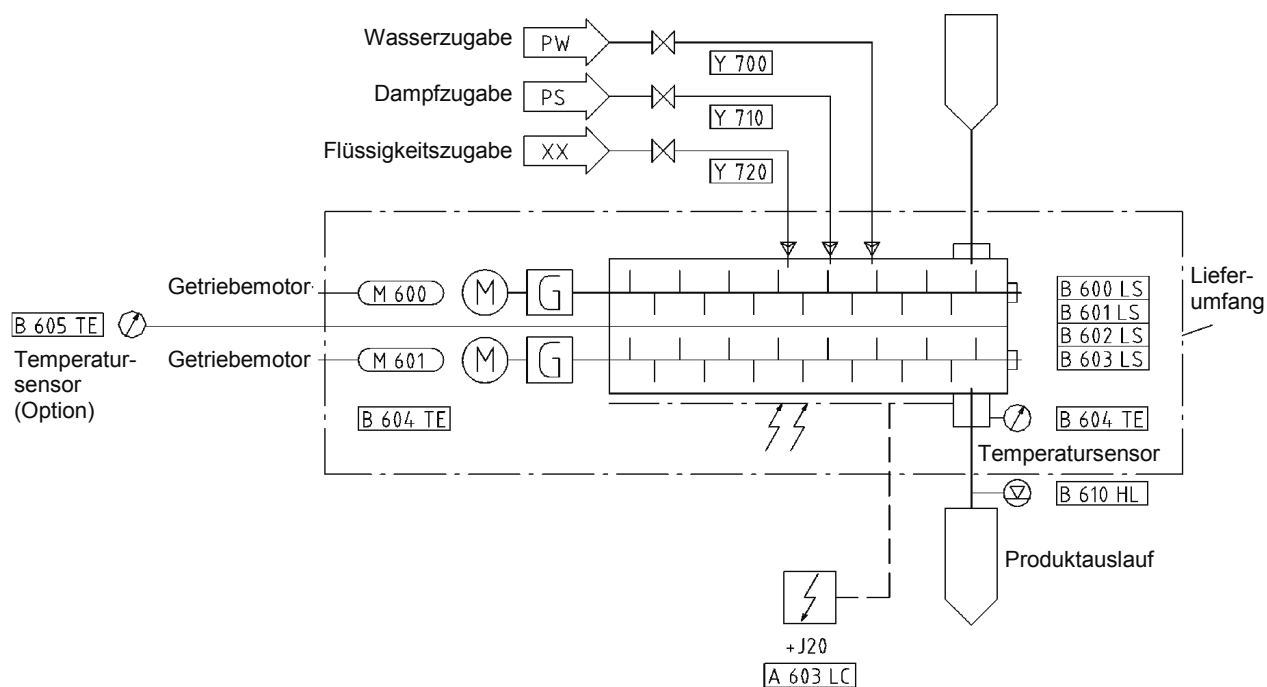 Wasserzugabe
PW
Y 700
Dampfzugabe
PS
Y 710
Flüssigkeitszugabe
XX
Y 720
Getriebemotor
M 600
M
G
B 600 LS
B 601 LS
B 602 LS
B 603 LS
Liefer-
umfang
B 605 TE
Temperatur-
sensor
(Option)
Getriebemotor
M 601
M
G
B 604 TE
B 604 TE
Temperatursensor
B 610 HL
Produktauslauf
+J20
A 603 LC